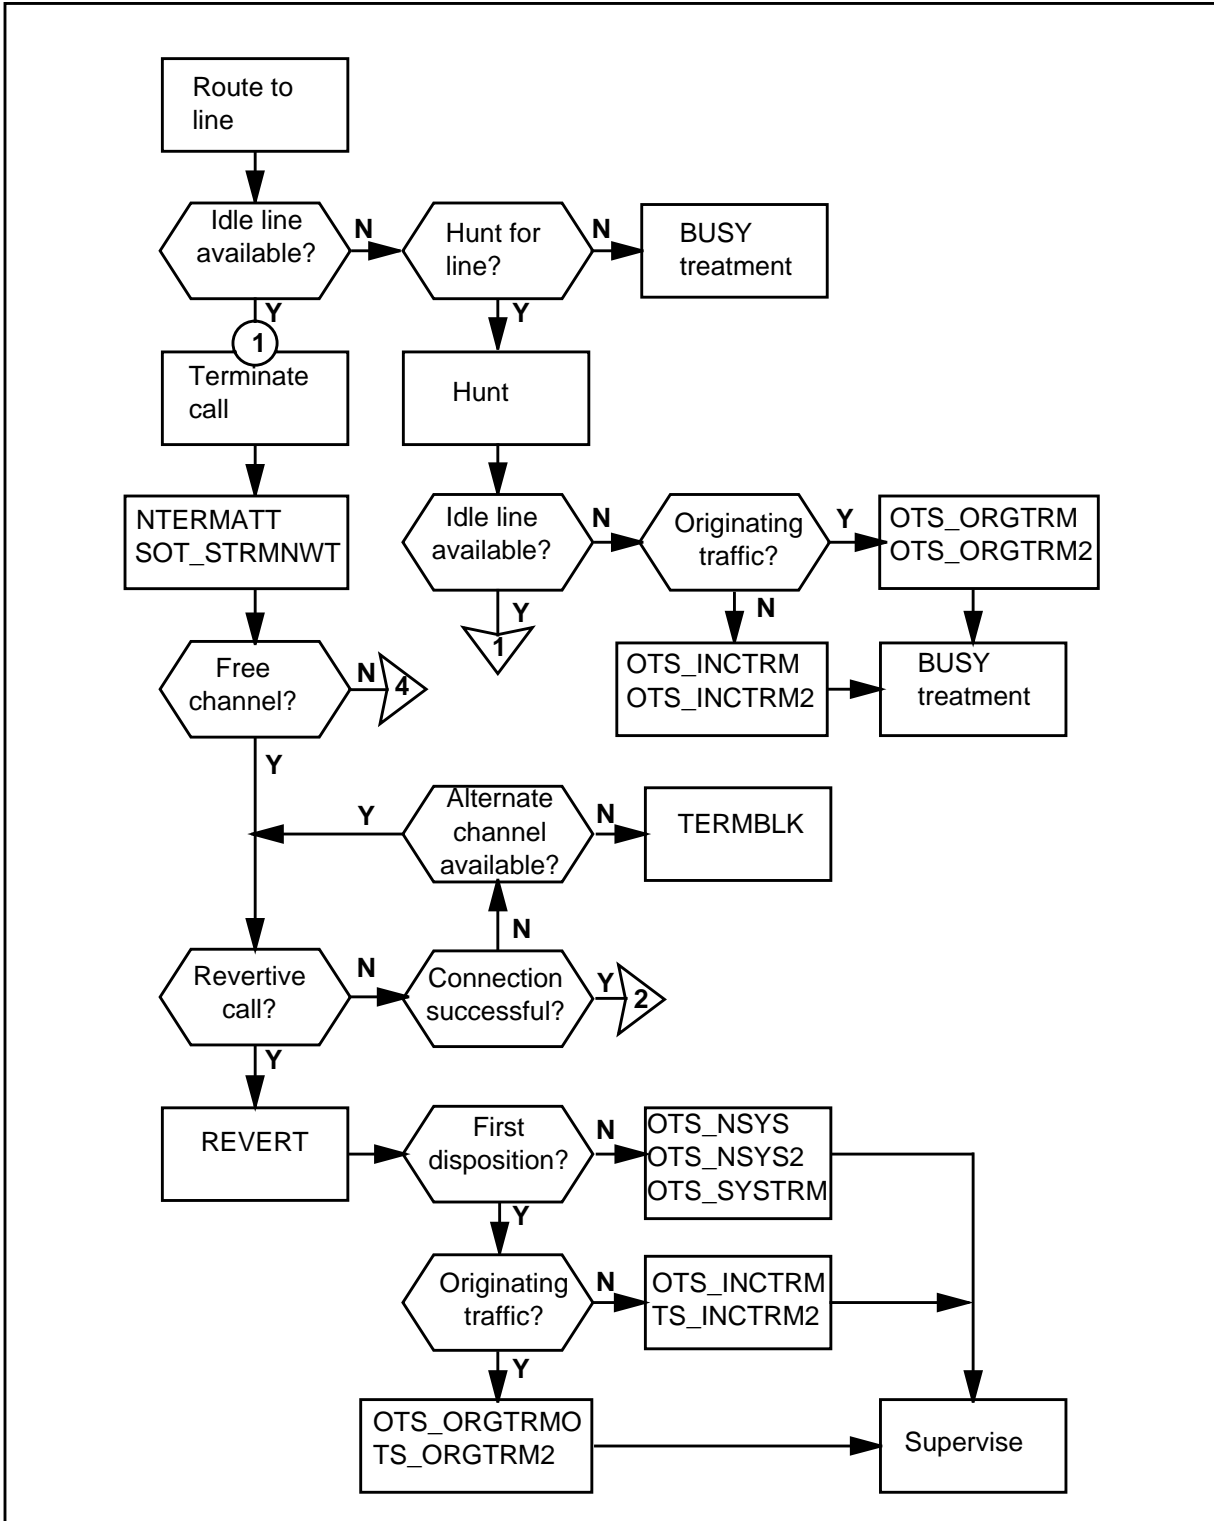 Route to
line
Idle line
available?
N
Hunt for
line?
N
BUSY
treatment
Y
1
Y
Terminate
call
Hunt
NTERMATT
SOT_STRMNWT
Idle line
available?
N
Originating
traffic?
Y
OTS_ORGTRM
OTS_ORGTRM2
Y
1
N
Free
channel?
N
4
OTS_INCTRM
OTS_INCTRM2
BUSY
treatment
Y
Y
Alternate
channel
available?
N
TERMBLK
N
Revertive
call?
N
Connection
successful?
Y
2
Y
REVERT
First
disposition?
N
OTS_NSYS
OTS_NSYS2
OTS_SYSTRM
Y
Originating
traffic?
N
OTS_INCTRM
TS_INCTRM2
Y
OTS_ORGTRMO
TS_ORGTRM2
Supervise